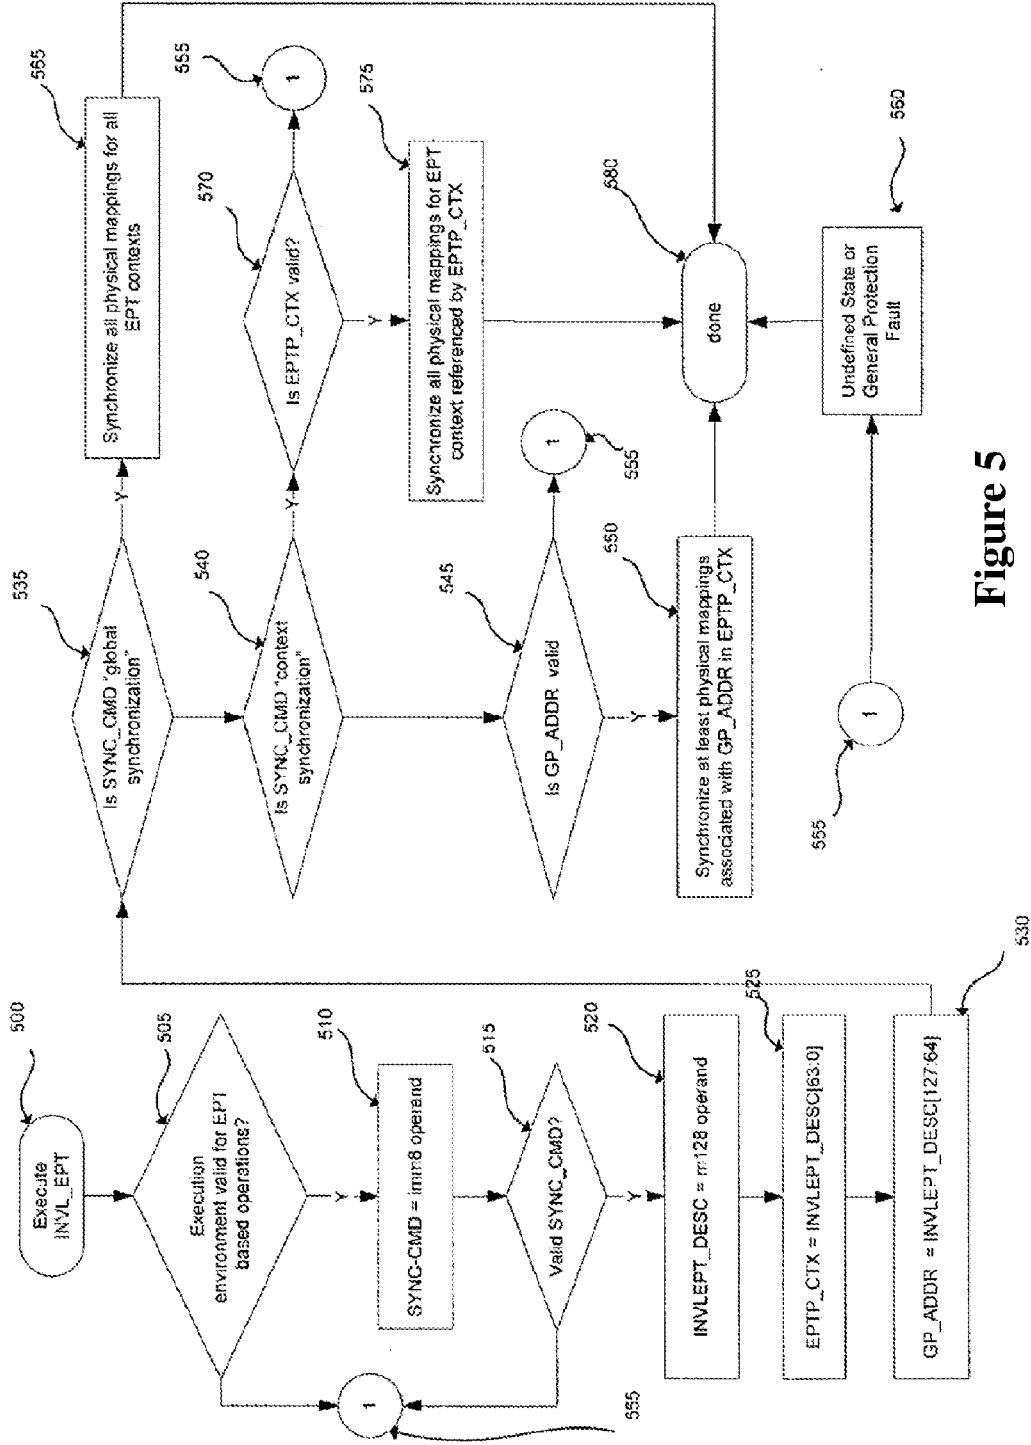 500
Execute
INVL_EPT
505
Execution
environment valid for EPT
based operations?
Y
510
SYNC-CMD = imm8 operand
515
Valid SYNC_CMD?
Y
1
555
520
INVLEPT_DESC = m128 operand
525
EPTP_CTX = INVLEPT_DESC[63:0]
GP_ADDR = INVLEPT_DESC[127:64]
530
535
Is SYNC_CMD "global
synchronization"
Y
565
Synchronize all physical mappings for all
EPT contexts
540
Is SYNC_CMD "context
synchronization"
Y
570
Is EPTP_CTX valid?
555
1
Y
575
Synchronize all physical mappings for EPT
context referenced by EPTP_CTX
545
Is GP_ADDR valid
1
555
Y
550
Synchronize at least physical mappings
associated with GP_ADDR in EPTP_CTX
580
done
555
1
Undefined State or
General Protection
Fault
560
Figure 5